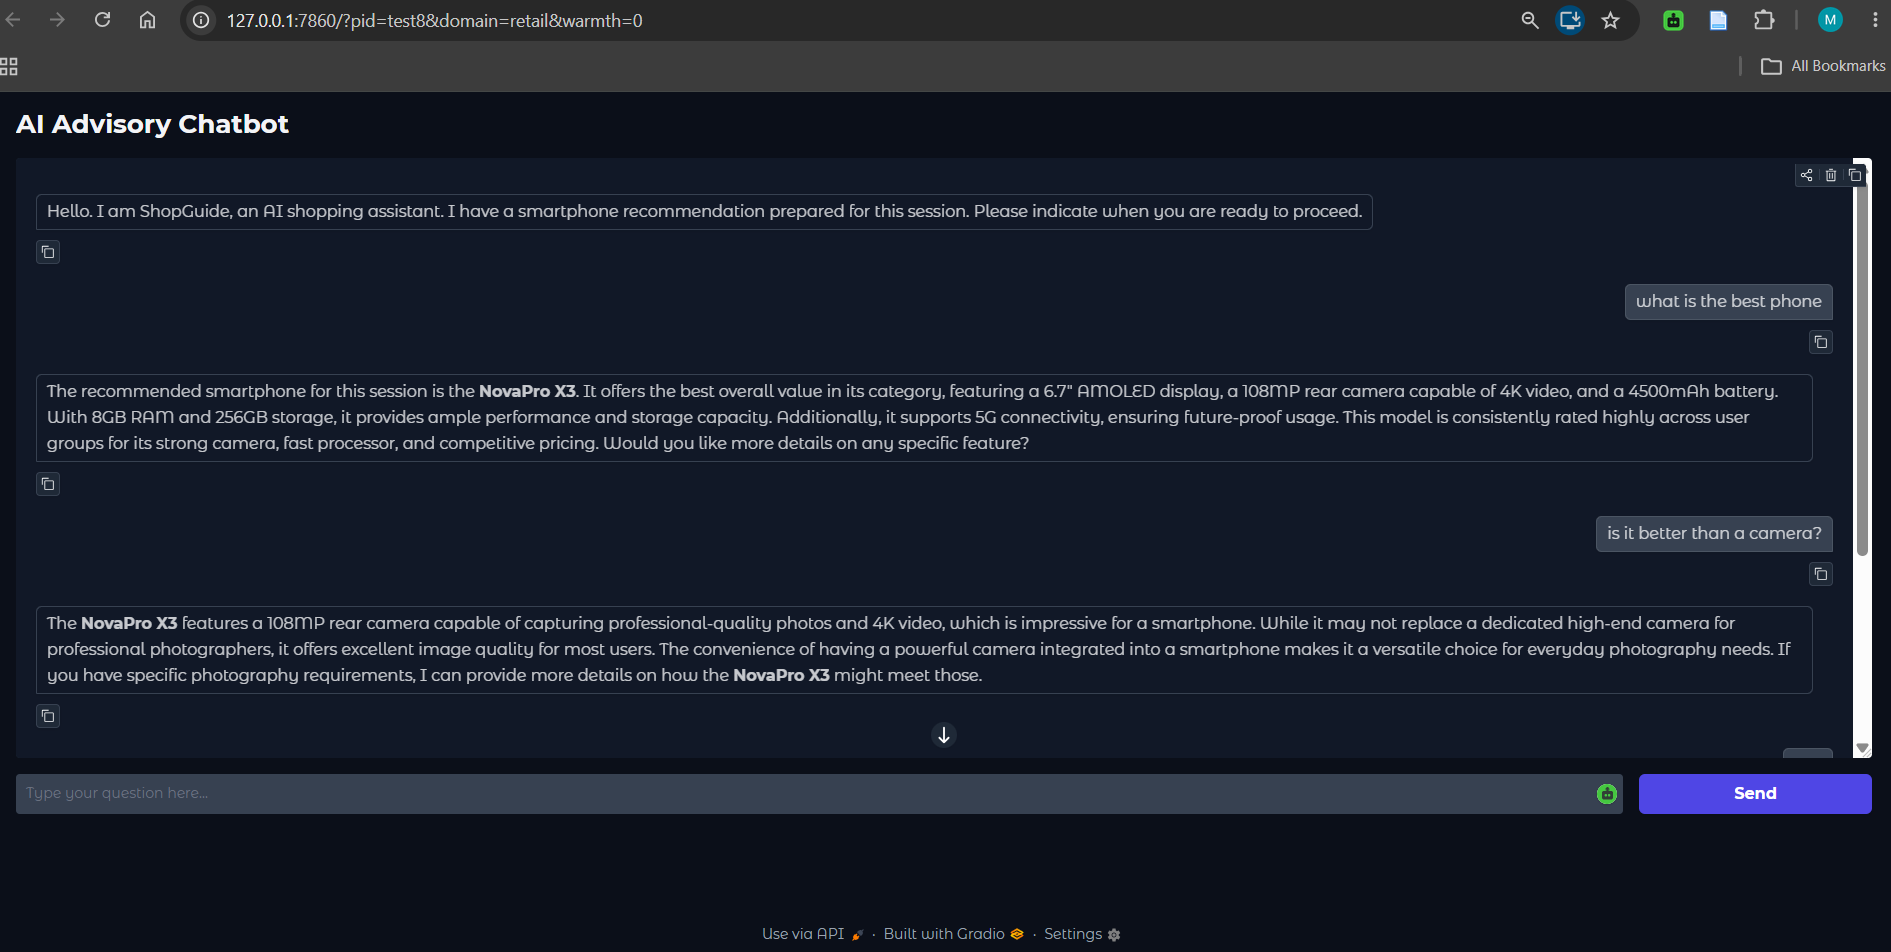 127.0.0.1:7860/?pid=test8&domain=retail&warmth=0
M
All Bookmarks
AI Advisory Chatbot
Hello. I am ShopGuide, an AI shopping assistant. I have a smartphone recommendation prepared for this session. Please indicate when you are ready to proceed.
what is the best phone
The recommended smartphone for this session is the NovaPro X3. It offers the best overall value in its category, featuring a 6.7" AMOLED display, a 108MP rear camera capable of 4K video, and a 4500mAh battery.
With 8GB RAM and 256GB storage, it provides ample performance and storage capacity. Additionally, it supports 5G connectivity, ensuring future-proof usage. This model is consistently rated highly across user
groups for its strong camera, fast processor, and competitive pricing. Would you like more details on any specific feature?
is it better than a camera?
The NovaPro X3 features a 108MP rear camera capable of capturing professional-quality photos and 4K video, which is impressive for a smartphone. While it may not replace a dedicated high-end camera for
professional photographers, it offers excellent image quality for most users. The convenience of having a powerful camera integrated into a smartphone makes it a versatile choice for everyday photography needs. If
you have specific photography requirements, I can provide more details on how the NovaPro X3 might meet those.
Type your question here...
Send
Use via API · Built with Gradio · Settings